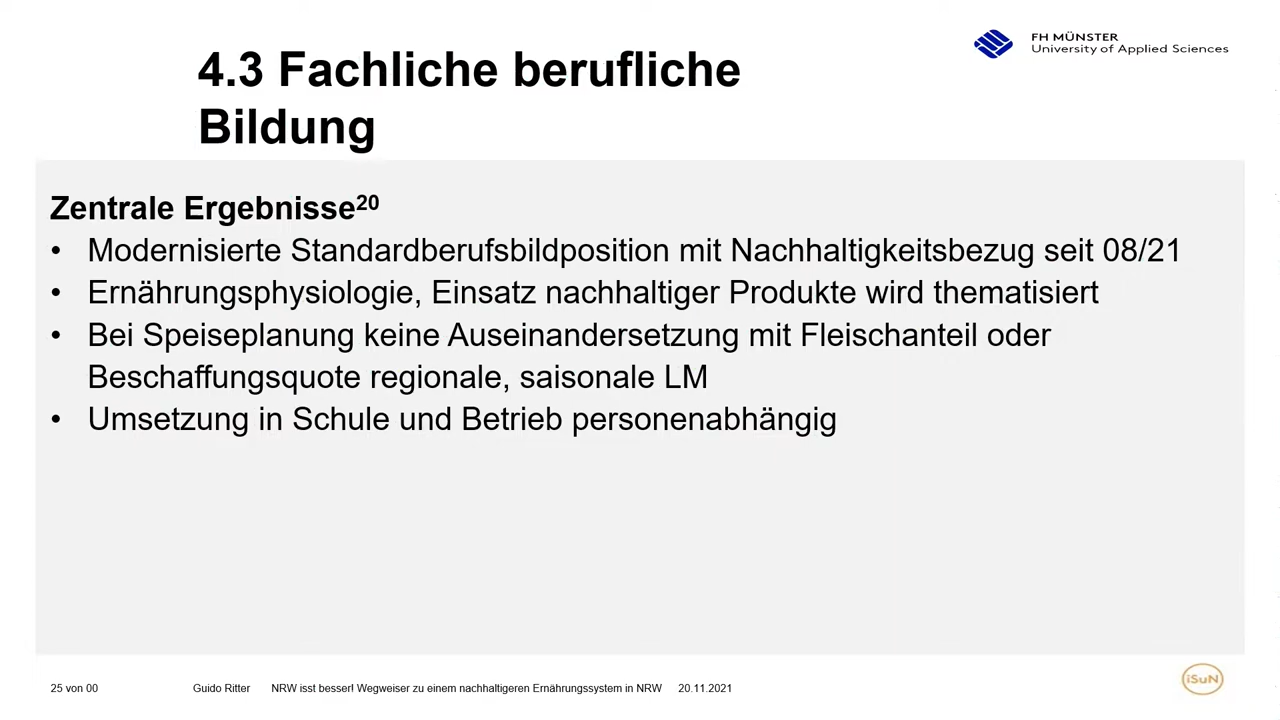 4.3 Fachliche berufliche
Bildung
FH MÜNSTER
University of Applied Sciences
Zentrale Ergebnisse²⁰
• Modernisierte Standardberufsbildposition mit Nachhaltigkeitsbezug seit 08/21
• Ernährungsphysiologie, Einsatz nachhaltiger Produkte wird thematisiert
• Bei Speiseplanung keine Auseinandersetzung mit Fleischanteil oder
Beschaffungsquote regionale, saisonale LM
• Umsetzung in Schule und Betrieb personenabhängig
25 von 00 Guido Ritter NRW isst besser! Wegweiser zu einem nachhaltigeren Ernährungssystem in NRW 20.11.2021
iSuN